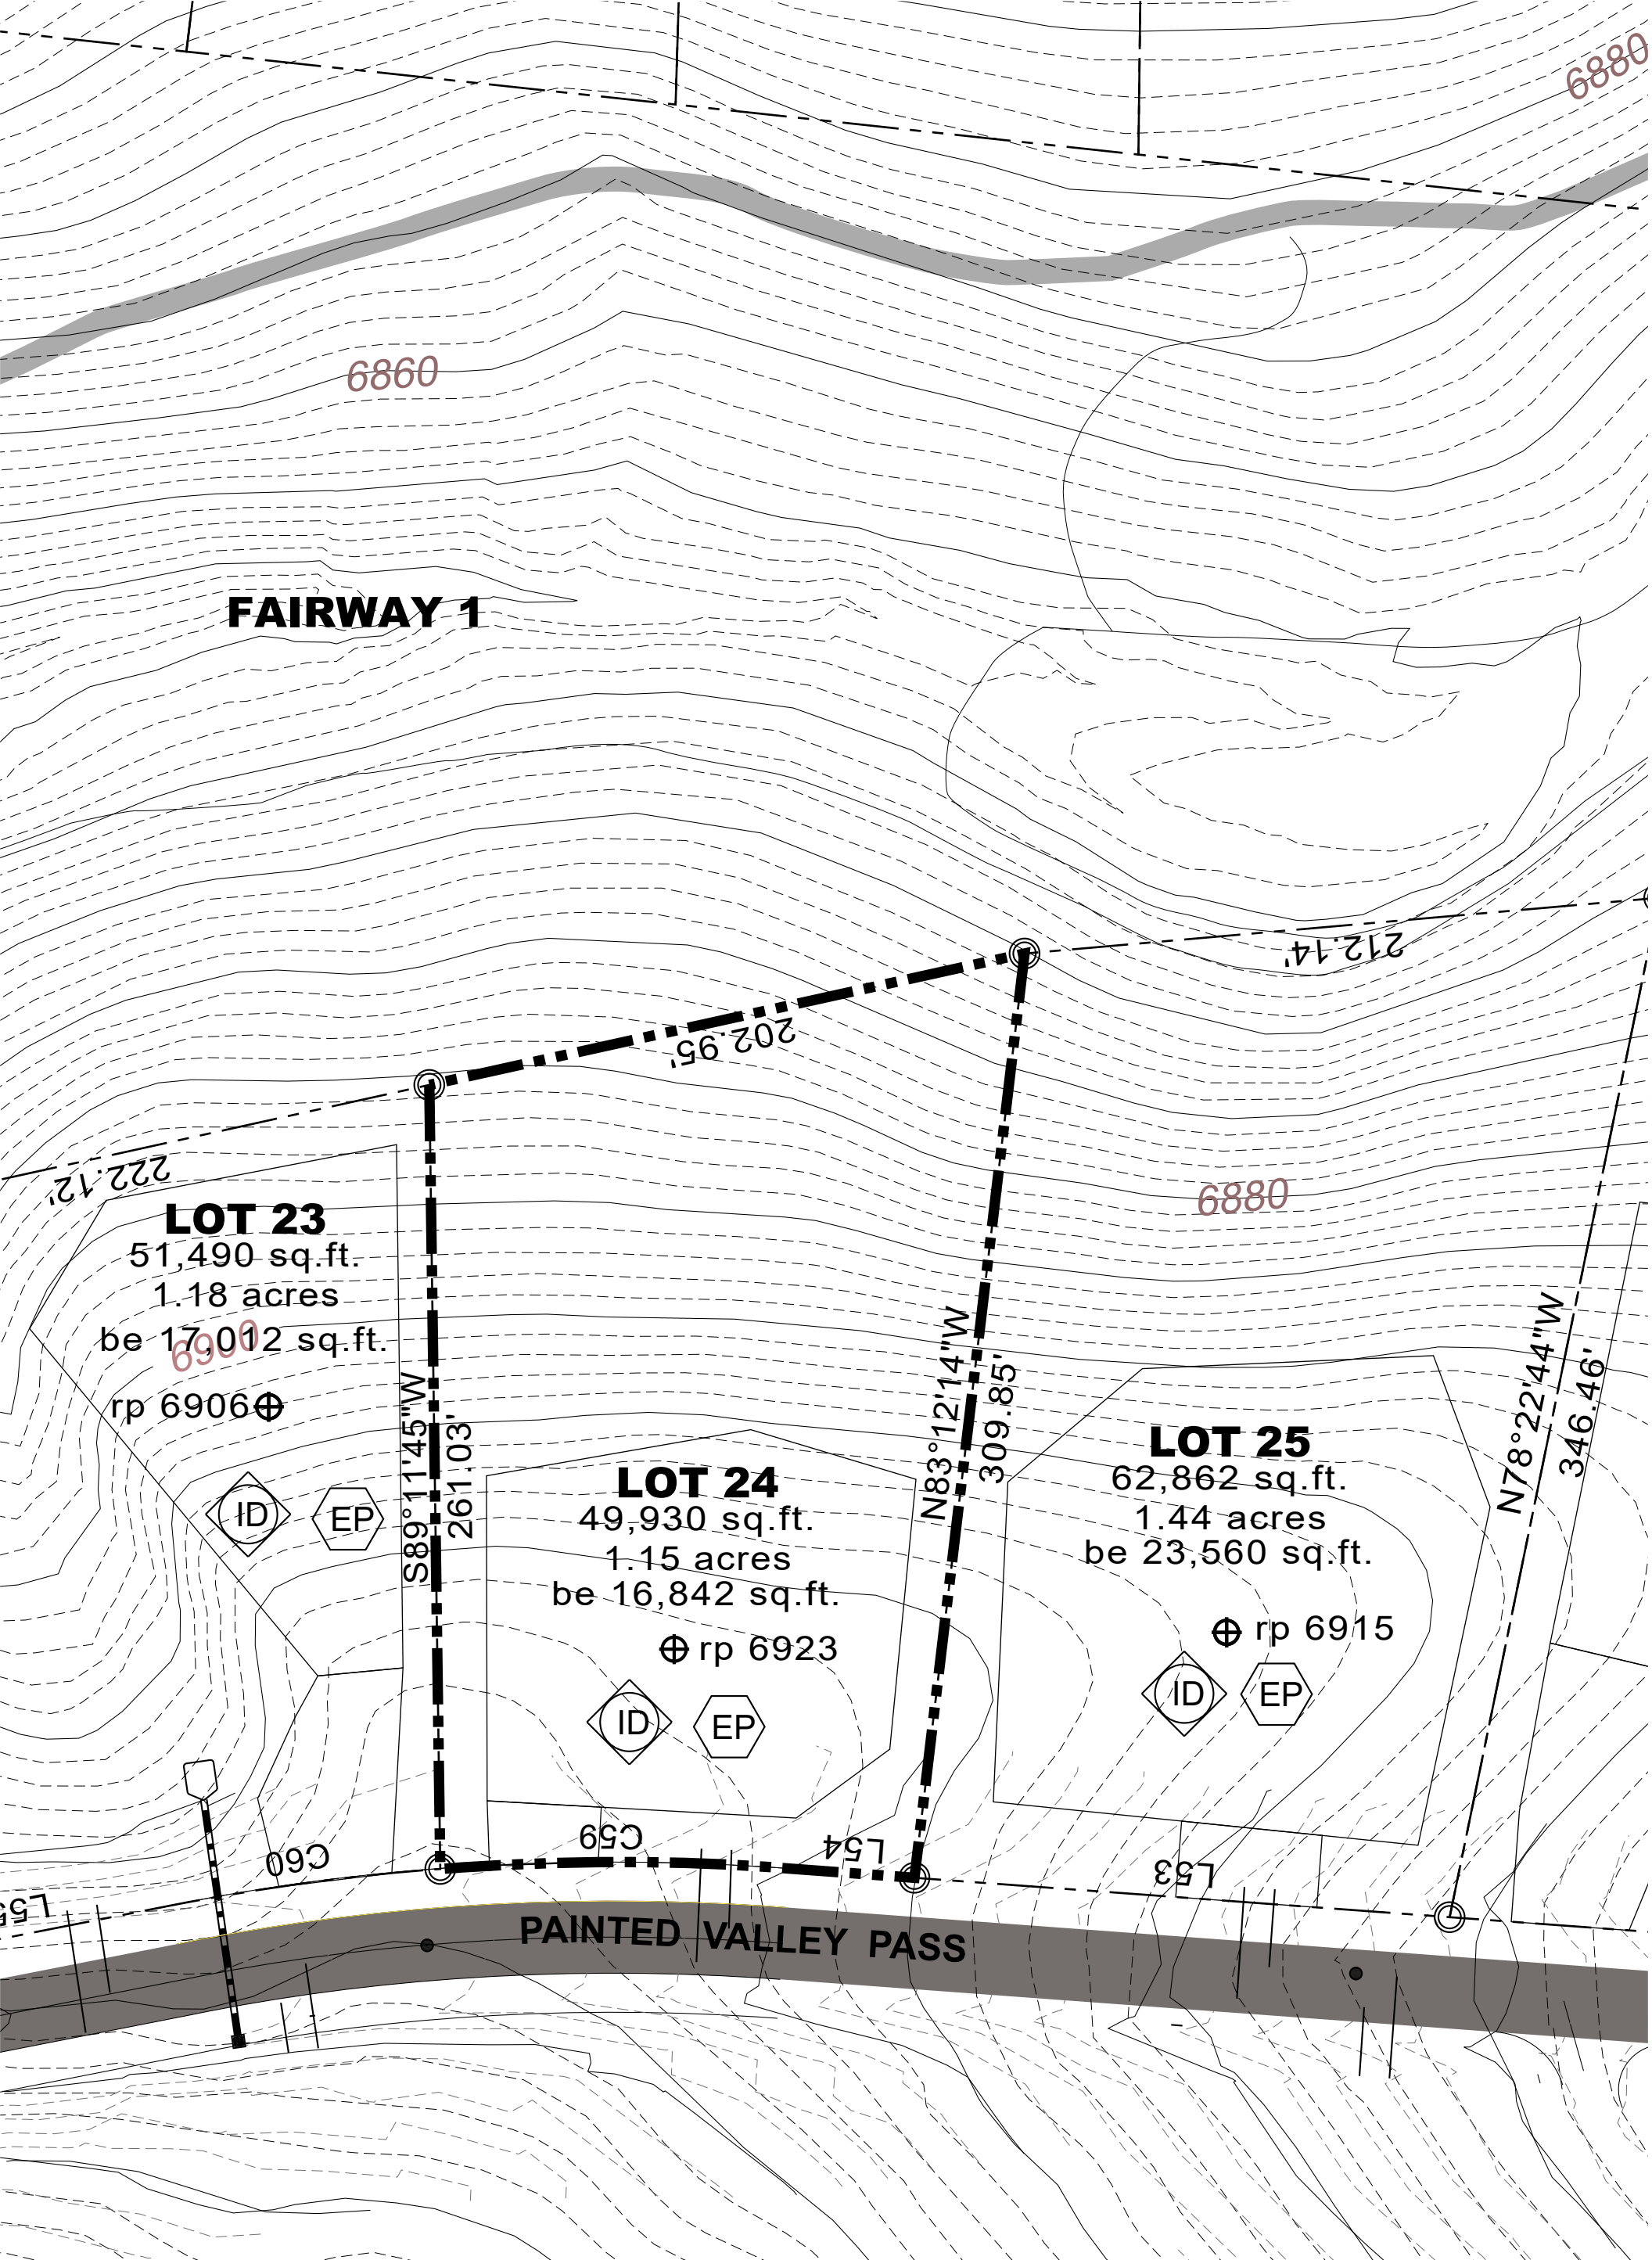 6880
6860
FAIRWAY 1
212.14'
202.95'
222.12'
6880
LOT 23
51,490 sq.ft.
1.18 acres
be 17,012 sq.ft.
6900
rp 6906
ID
EP
S89°11'45"W
261.03'
LOT 24
49,930 sq.ft.
1.15 acres
be 16,842 sq.ft.
rp 6923
ID
EP
N83°12'14"W
309.85'
LOT 25
62,862 sq.ft.
1.44 acres
be 23,560 sq.ft.
rp 6915
ID
EP
N78°22'44"W
346.46'
C60
C59
L54
L53
PAINTED VALLEY PASS